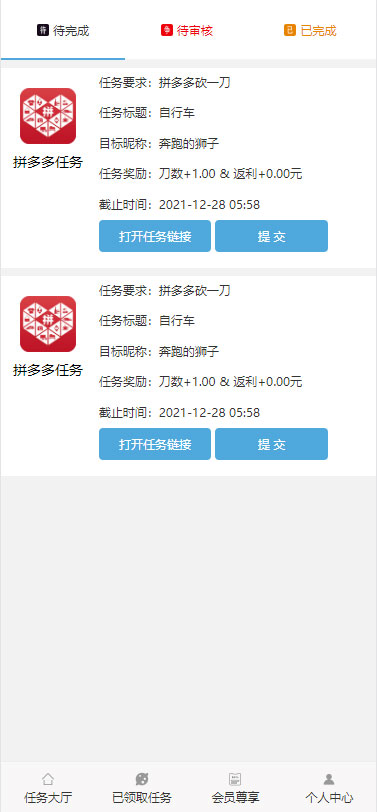 待完成
待审核
已完成
拼多多任务
任务要求：拼多多砍一刀
任务标题：自行车
目标昵称：奔跑的狮子
任务奖励：刀数+1.00 & 返利+0.00元
截止时间：2021-12-28 05:58
打开任务链接
提 交
拼多多任务
任务要求：拼多多砍一刀
任务标题：自行车
目标昵称：奔跑的狮子
任务奖励：刀数+1.00 & 返利+0.00元
截止时间：2021-12-28 05:58
打开任务链接
提 交
任务大厅
已领取任务
会员尊享
个人中心